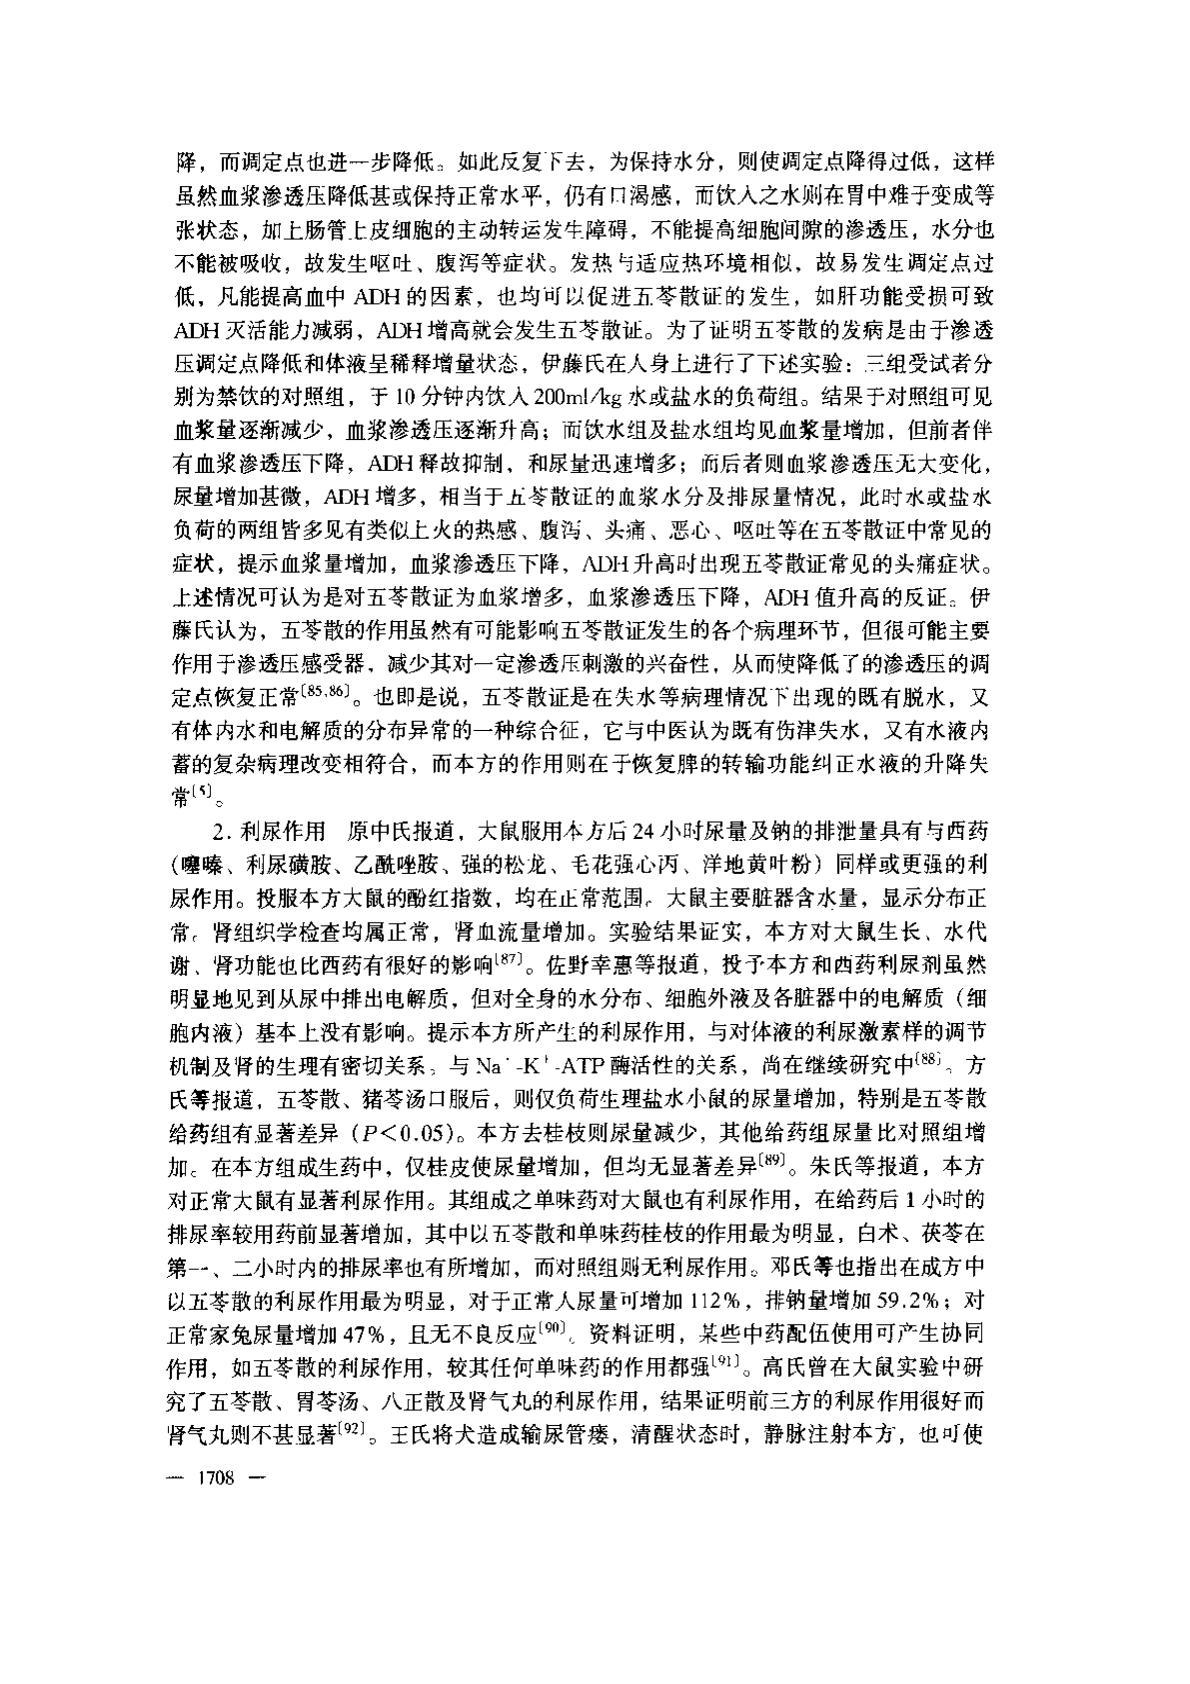 降，而调定点也进一步降低。如此反复下去，为保持水分，则使调定点降得过低，这样
虽然血浆渗透压降低甚或保持正常水平，仍有口渴感，而饮入之水则在胃中难于变成等
张状态，加上肠管上皮细胞的主动转运发生障碍，不能提高细胞间隙的渗透压，水分也
不能被吸收，故发生呕吐、腹泻等症状。发热与适应热环境相似，故易发生调定点过
低，凡能提高血中 ADH 的因素，也均可以促进五苓散证的发生，如肝功能受损可致
ADH 灭活能力减弱，ADH 增高就会发生五苓散证。为了证明五苓散的发病是由于渗透
压调定点降低和体液呈稀释增量状态，伊藤氏在人身上进行了下述实验：三组受试者分
别为禁饮的对照组，于 10 分钟内饮入 200ml/kg 水或盐水的负荷组。结果于对照组可见
血浆量逐渐减少，血浆渗透压逐渐升高；而饮水组及盐水组均见血浆量增加，但前者伴
有血浆渗透压下降，ADH 释放抑制，和尿量迅速增多；而后者则血浆渗透压无大变化，
尿量增加甚微，ADH 增多，相当于五苓散证的血浆水分及排尿量情况，此时水或盐水
负荷的两组皆多见有类似上火的热感、腹泻、头痛、恶心、呕吐等在五苓散证中常见的
症状，提示血浆量增加，血浆渗透压下降，ADH 升高时出现五苓散证常见的头痛症状。
上述情况可认为是对五苓散证为血浆增多，血浆渗透压下降，ADH 值升高的反证。伊
藤氏认为，五苓散的作用虽然有可能影响五苓散证发生的各个病理环节，但很可能主要
作用于渗透压感受器，减少其对一定渗透压刺激的兴奋性，从而使降低了的渗透压的调
定点恢复正常〔85,86〕。也即是说，五苓散证是在失水等病理情况下出现的既有脱水，又
有体内水和电解质的分布异常的一种综合征，它与中医认为既有伤津失水，又有水液内
蓄的复杂病理改变相符合，而本方的作用则在于恢复脾的转输功能纠正水液的升降失
常〔5〕。
2. 利尿作用　原中氏报道，大鼠服用本方后 24 小时尿量及钠的排泄量具有与西药
(噻嗪、利尿磺胺、乙酰唑胺、强的松龙、毛花强心丙、洋地黄叶粉）同样或更强的利
尿作用。投服本方大鼠的酚红指数，均在正常范围。大鼠主要脏器含水量，显示分布正
常。肾组织学检查均属正常，肾血流量增加。实验结果证实，本方对大鼠生长、水代
谢、肾功能也比西药有很好的影响〔87〕。佐野幸惠等报道，投予本方和西药利尿剂虽然
明显地见到从尿中排出电解质，但对全身的水分布、细胞外液及各脏器中的电解质（细
胞内液）基本上没有影响。提示本方所产生的利尿作用，与对体液的利尿激素样的调节
机制及肾的生理有密切关系，与 Na⁺-K⁺-ATP 酶活性的关系，尚在继续研究中〔88〕。方
氏等报道，五苓散、猪苓汤口服后，则仅负荷生理盐水小鼠的尿量增加，特别是五苓散
给药组有显著差异（P＜0.05）。本方去桂枝则尿量减少，其他给药组尿量比对照组增
加。在本方组成生药中，仅桂皮使尿量增加，但均无显著差异〔89〕。朱氏等报道，本方
对正常大鼠有显著利尿作用。其组成之单味药对大鼠也有利尿作用，在给药后 1 小时的
排尿率较用药前显著增加，其中以五苓散和单味药桂枝的作用最为明显，白术、茯苓在
第一、二小时内的排尿率也有所增加，而对照组则无利尿作用。邓氏等也指出在成方中
以五苓散的利尿作用最为明显，对于正常人尿量可增加 112%，排钠量增加 59.2%；对
正常家兔尿量增加 47%，且无不良反应〔90〕。资料证明，某些中药配伍使用可产生协同
作用，如五苓散的利尿作用，较其任何单味药的作用都强〔91〕。高氏曾在大鼠实验中研
究了五苓散、胃苓汤、八正散及肾气丸的利尿作用，结果证明前三方的利尿作用很好而
肾气丸则不甚显著〔92〕。王氏将犬造成输尿管瘘，清醒状态时，静脉注射本方，也可使
— 1708 —